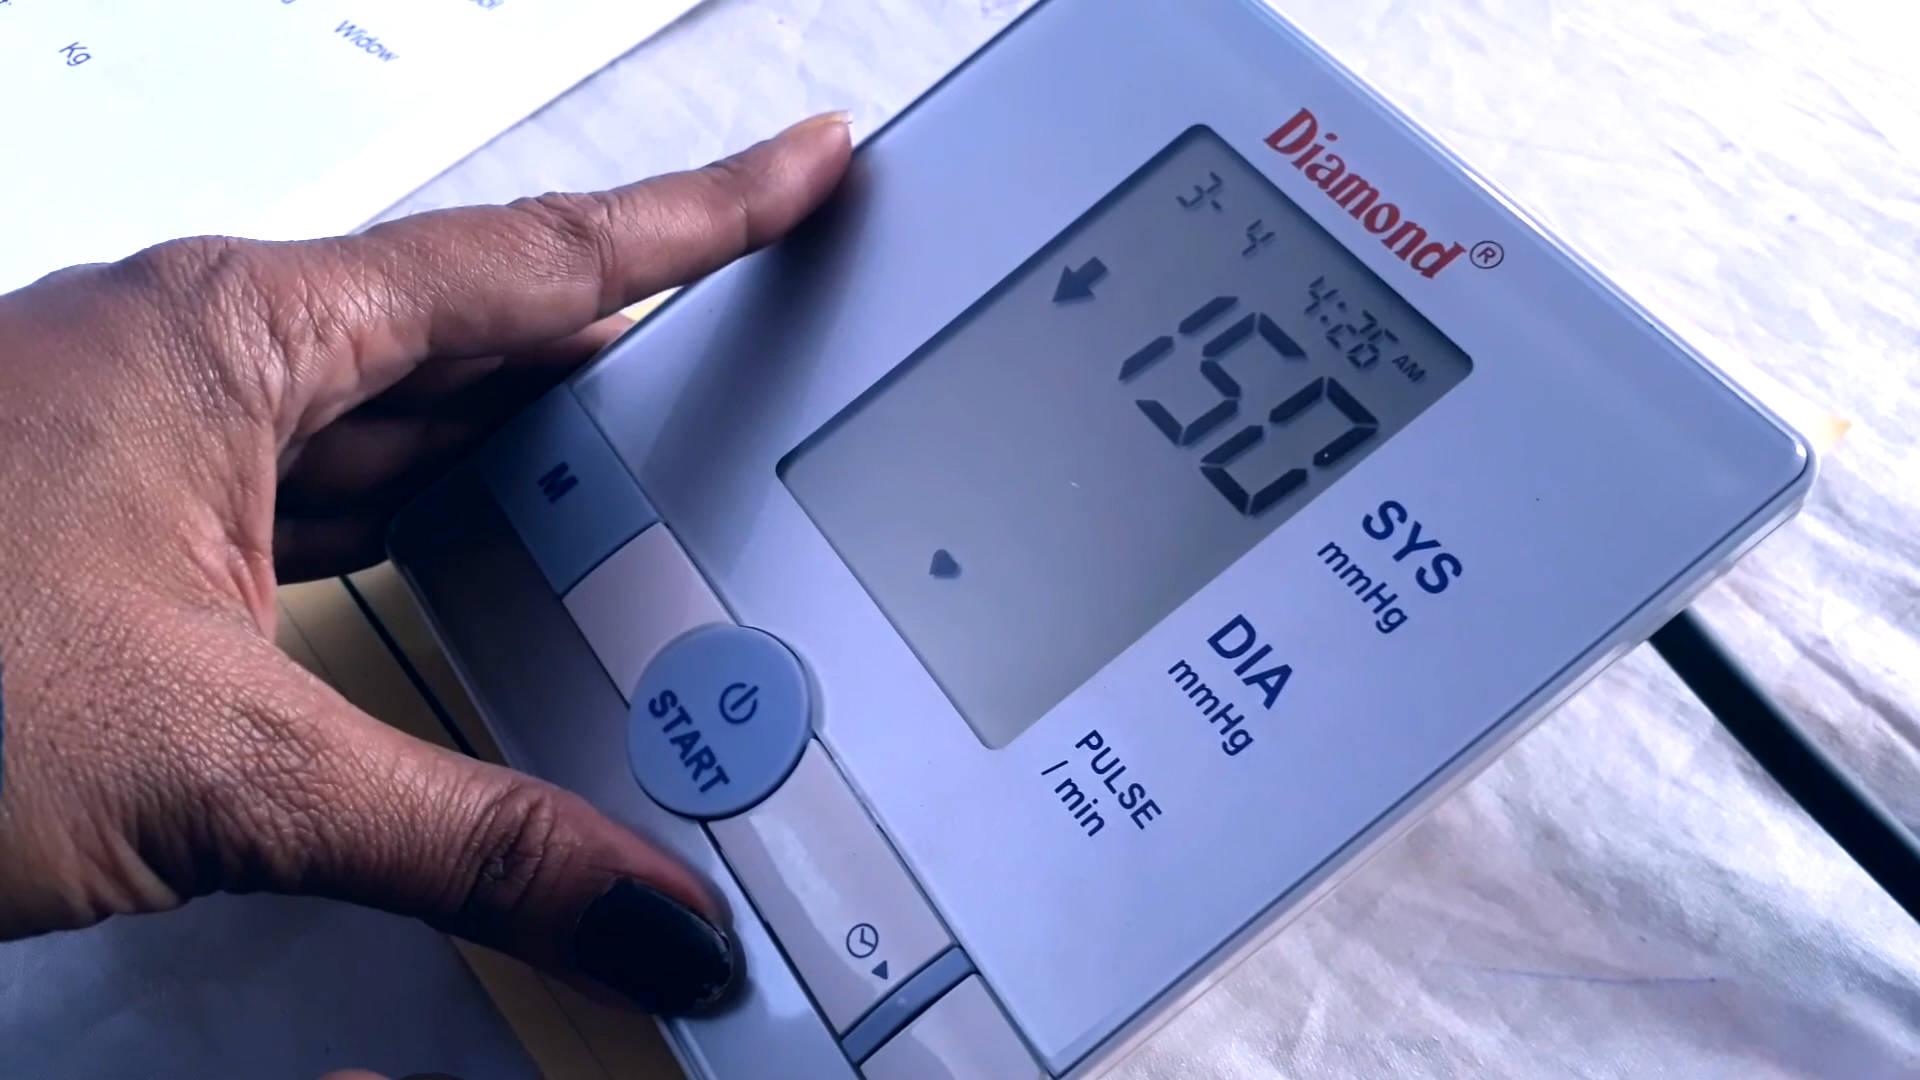 Kg
Widow
Diamond®
3- 4 4:26 AM
150
SYS
mmHg
DIA
mmHg
PULSE
/ min
M
START